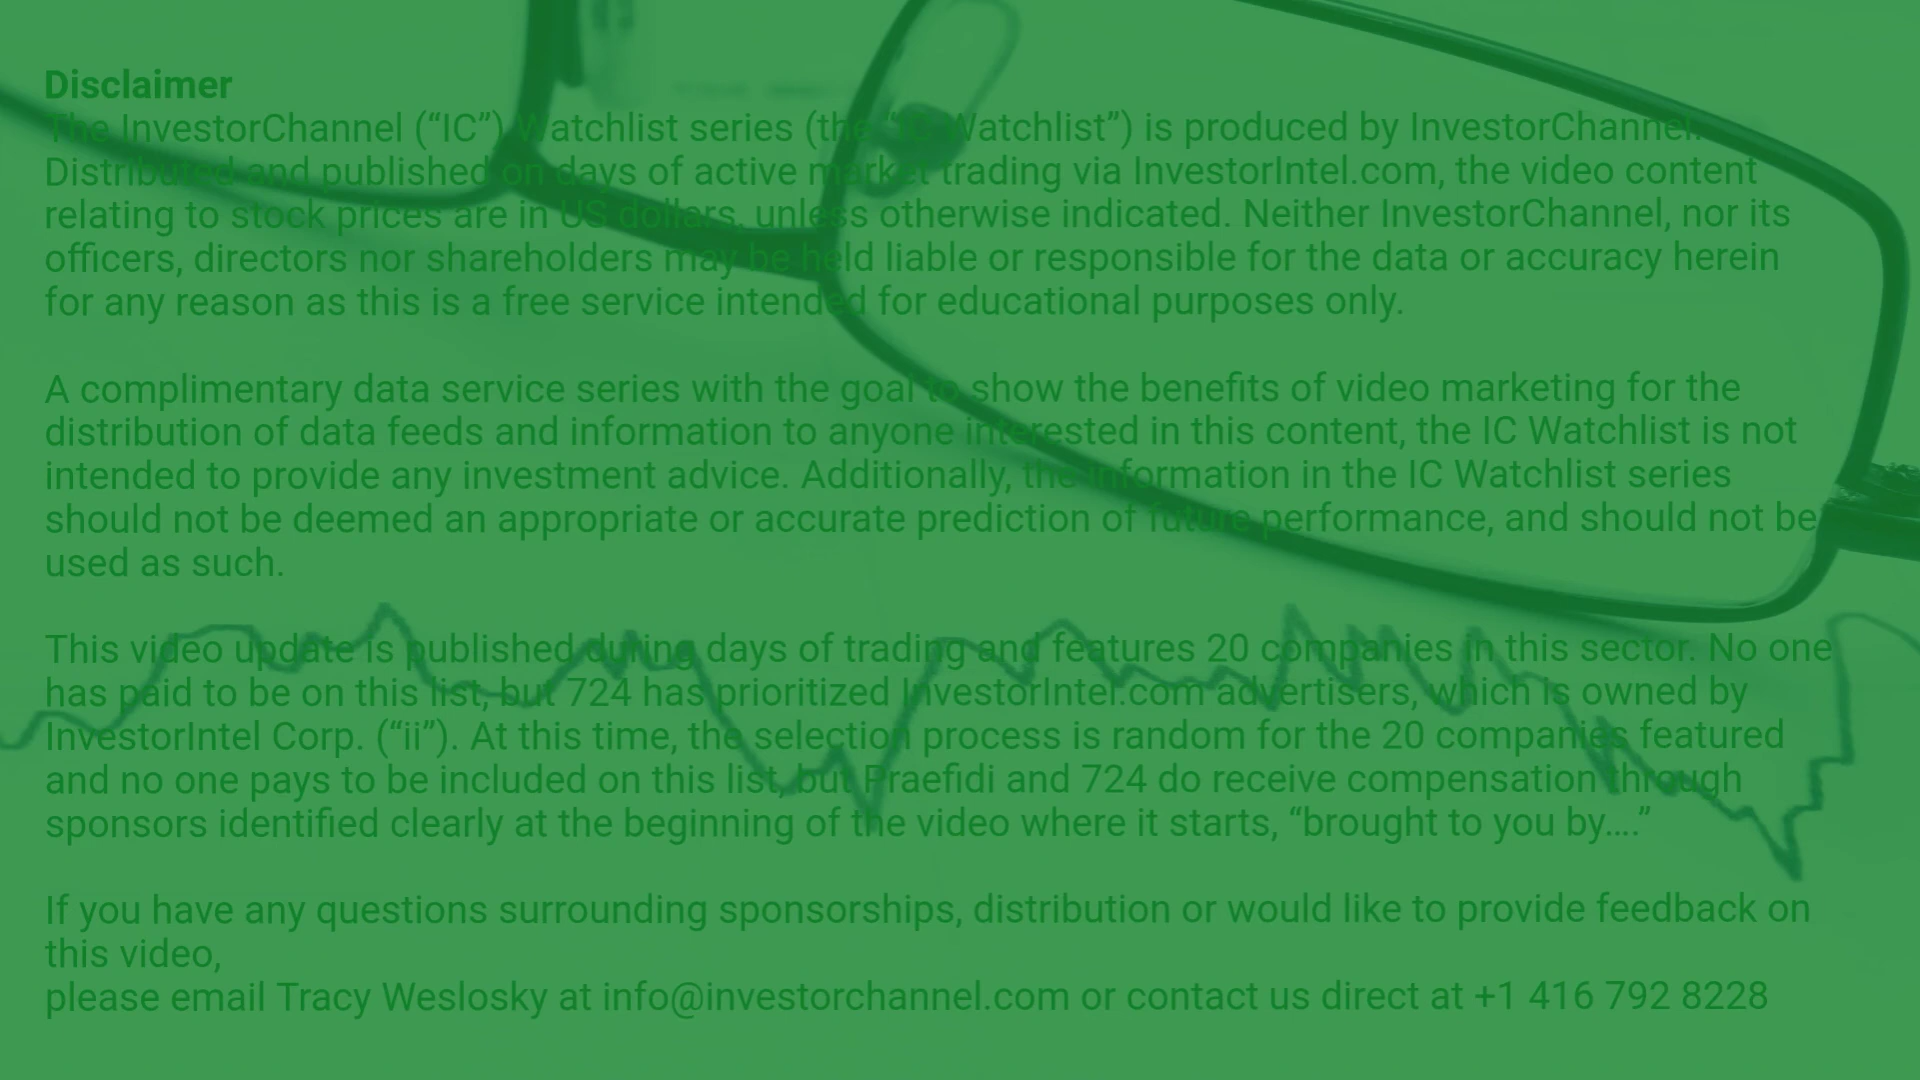 Disclaimer
The InvestorChannel (“IC”) Watchlist series (the “IC Watchlist”) is produced by InvestorChannel.
Distributed and published on days of active market trading via InvestorIntel.com, the video content
relating to stock prices are in US dollars, unless otherwise indicated. Neither InvestorChannel, nor its
officers, directors nor shareholders may be held liable or responsible for the data or accuracy herein
for any reason as this is a free service intended for educational purposes only.
A complimentary data service series with the goal to show the benefits of video marketing for the
distribution of data feeds and information to anyone interested in this content, the IC Watchlist is not
intended to provide any investment advice. Additionally, the information in the IC Watchlist series
should not be deemed an appropriate or accurate prediction of future performance, and should not be
used as such.
This video update is published during days of trading and features 20 companies in this sector. No one
has paid to be on this list, but 724 has prioritized InvestorIntel.com advertisers, which is owned by
InvestorIntel Corp. (“ii”). At this time, the selection process is random for the 20 companies featured
and no one pays to be included on this list, but Praefidi and 724 do receive compensation through
sponsors identified clearly at the beginning of the video where it starts, “brought to you by….”
If you have any questions surrounding sponsorships, distribution or would like to provide feedback on
this video,
please email Tracy Weslosky at info@investorchannel.com or contact us direct at +1 416 792 8228